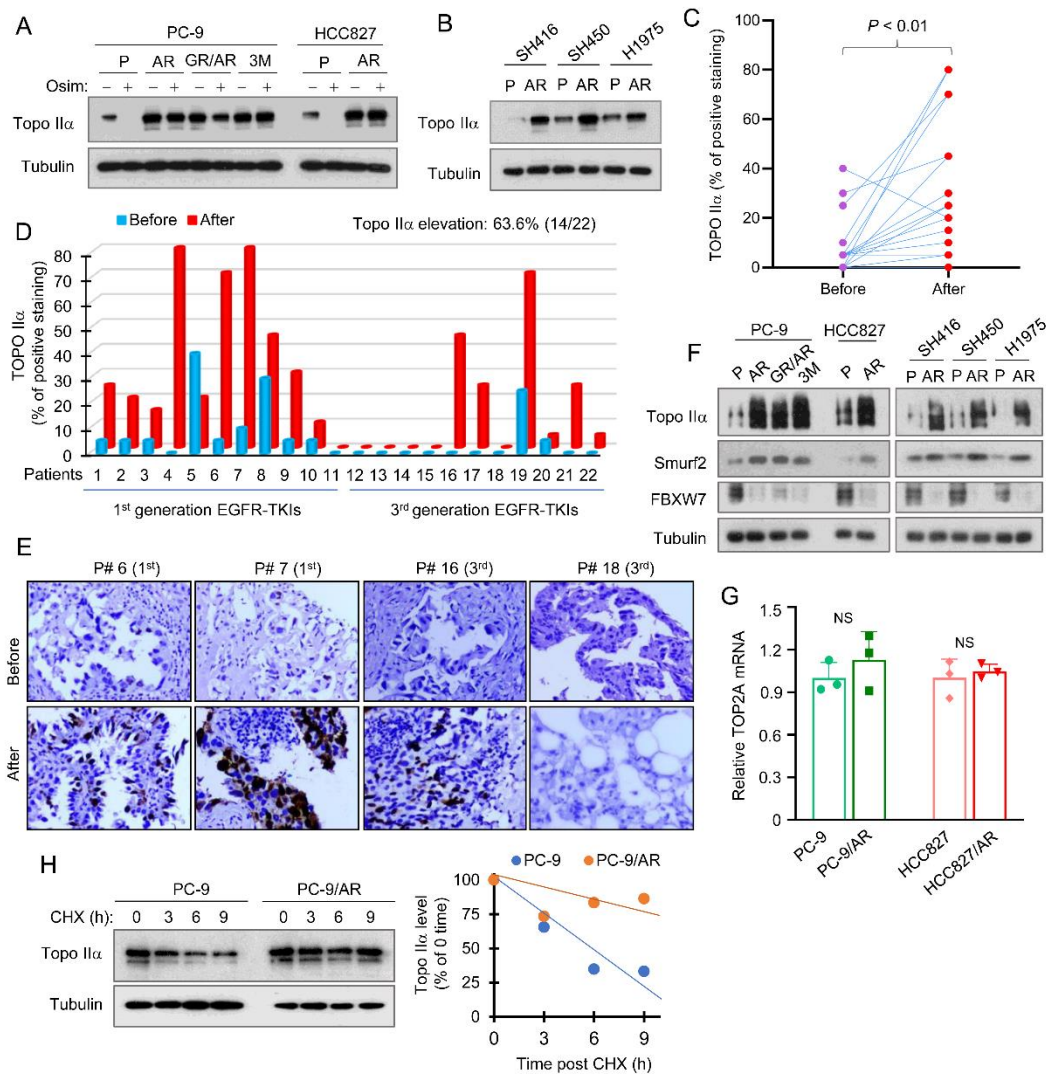 A
PC-9
HCC827
P AR GR/AR 3M P AR
Osim: − + − + − + − + − + − +
Topo IIα
Tubulin
B
SH416 SH450 H1975
P AR P AR P AR
Topo IIα
Tubulin
C
P < 0.01
TOPO IIα (% of positive staining)
100
80
60
40
20
0
Before After
D
Before After
Topo IIα elevation: 63.6% (14/22)
TOPO IIα
(% of positive staining)
80
70
60
50
40
30
20
10
0
Patients 1 2 3 4 5 6 7 8 9 10 11 12 13 14 15 16 17 18 19 20 21 22
1st generation EGFR-TKIs 3rd generation EGFR-TKIs
E
P# 6 (1st) P# 7 (1st) P# 16 (3rd) P# 18 (3rd)
Before
After
F
PC-9 HCC827 SH416 SH450 H1975
P AR GR/AR 3M P AR P AR P AR P AR
Topo IIα
Smurf2
FBXW7
Tubulin
G
Relative TOP2A mRNA
1.5
1.2
0.9
0.6
0.3
0
NS NS
PC-9 PC-9/AR HCC827 HCC827/AR
H
PC-9 PC-9/AR
CHX (h): 0 3 6 9 0 3 6 9
Topo IIα
Tubulin
PC-9 PC-9/AR
Topo IIα level
(% of 0 time)
100
75
50
25
0
0 3 6 9
Time post CHX (h)